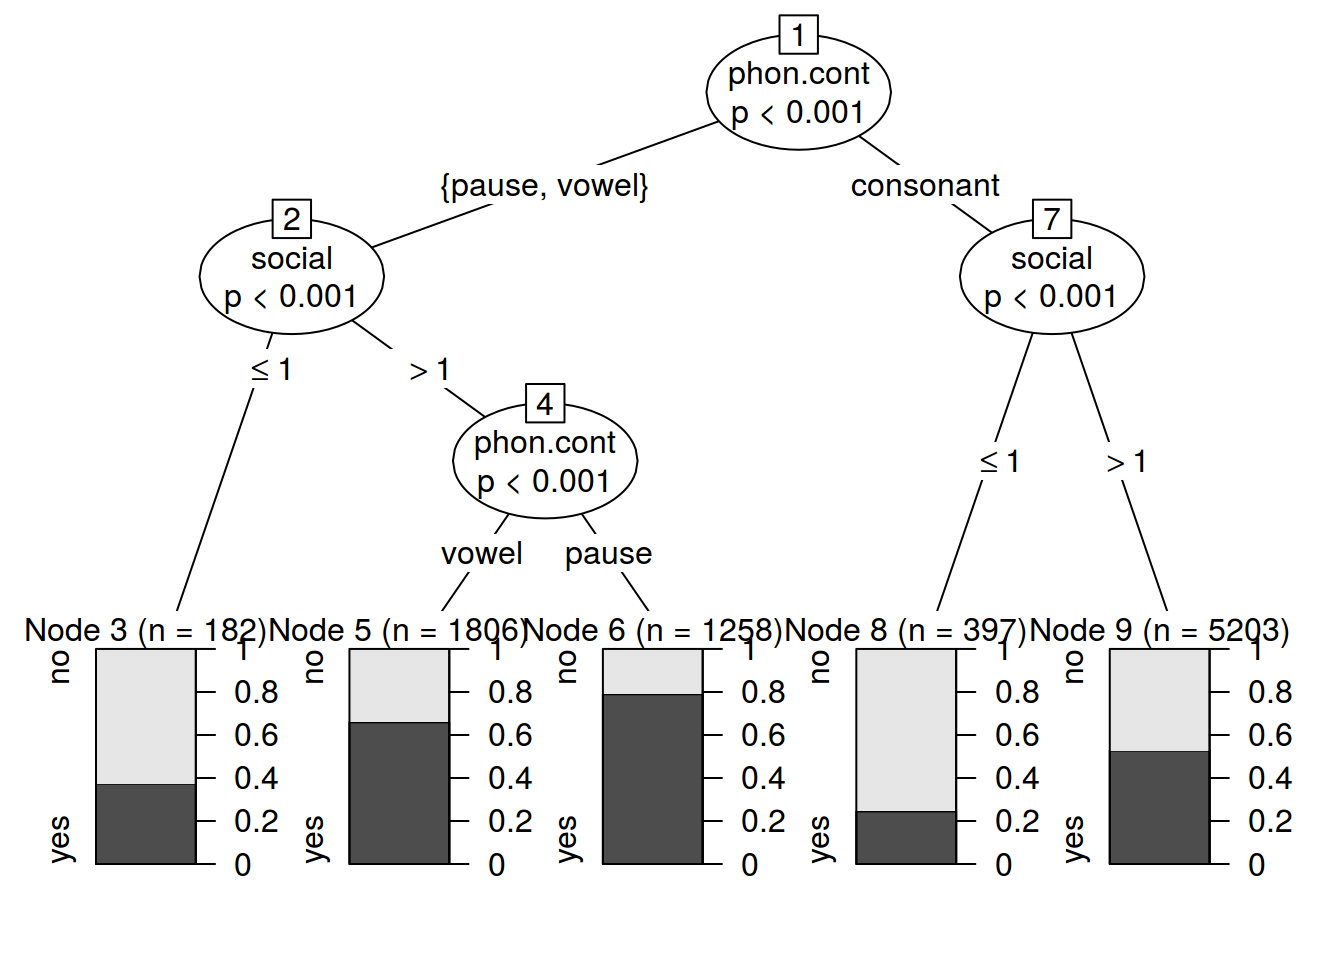 1
phon.cont
p < 0.001
{pause, vowel}
consonant
2
social
p < 0.001
7
social
p < 0.001
≤ 1
> 1
4
phon.cont
p < 0.001
≤ 1
> 1
vowel
pause
Node 3 (n = 182)
no
yes
1
0.8
0.6
0.4
0.2
0
Node 5 (n = 1806)
no
yes
1
0.8
0.6
0.4
0.2
0
Node 6 (n = 1258)
no
yes
1
0.8
0.6
0.4
0.2
0
Node 8 (n = 397)
no
yes
1
0.8
0.6
0.4
0.2
0
Node 9 (n = 5203)
no
yes
1
0.8
0.6
0.4
0.2
0